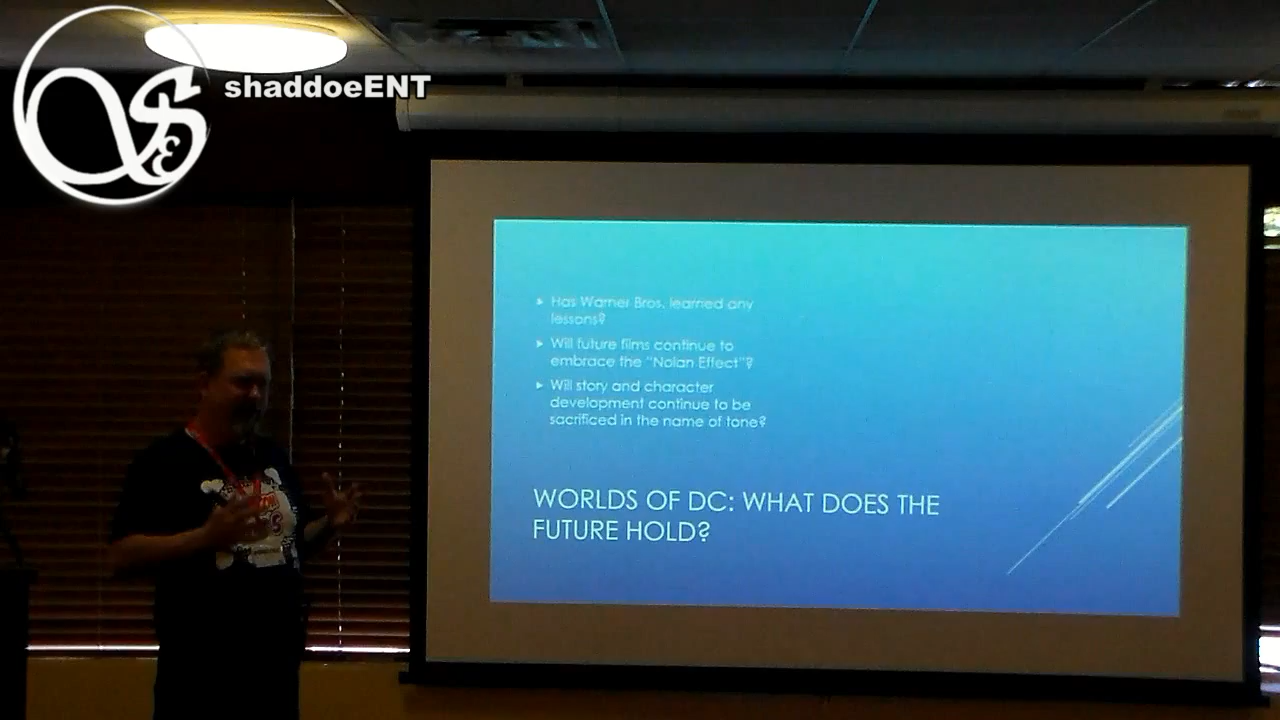 shaddoeENT
▸ Has Warner Bros. learned any
lessons?
▸ Will future films continue to
embrace the "Nolan Effect"?
▸ Will story and character
development continue to be
sacrificed in the name of tone?
WORLDS OF DC: WHAT DOES THE
FUTURE HOLD?